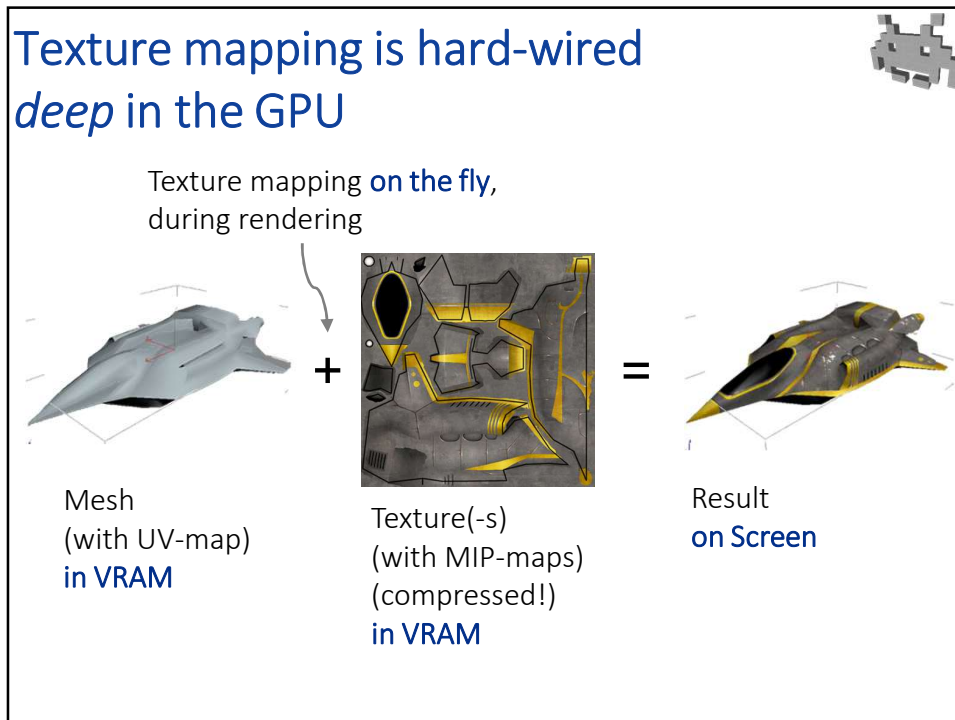 Texture mapping is hard-wired
deep in the GPU
Texture mapping on the fly,
during rendering
+
=
Mesh
(with UV-map)
in VRAM
Texture(-s)
(with MIP-maps)
(compressed!)
in VRAM
Result
on Screen